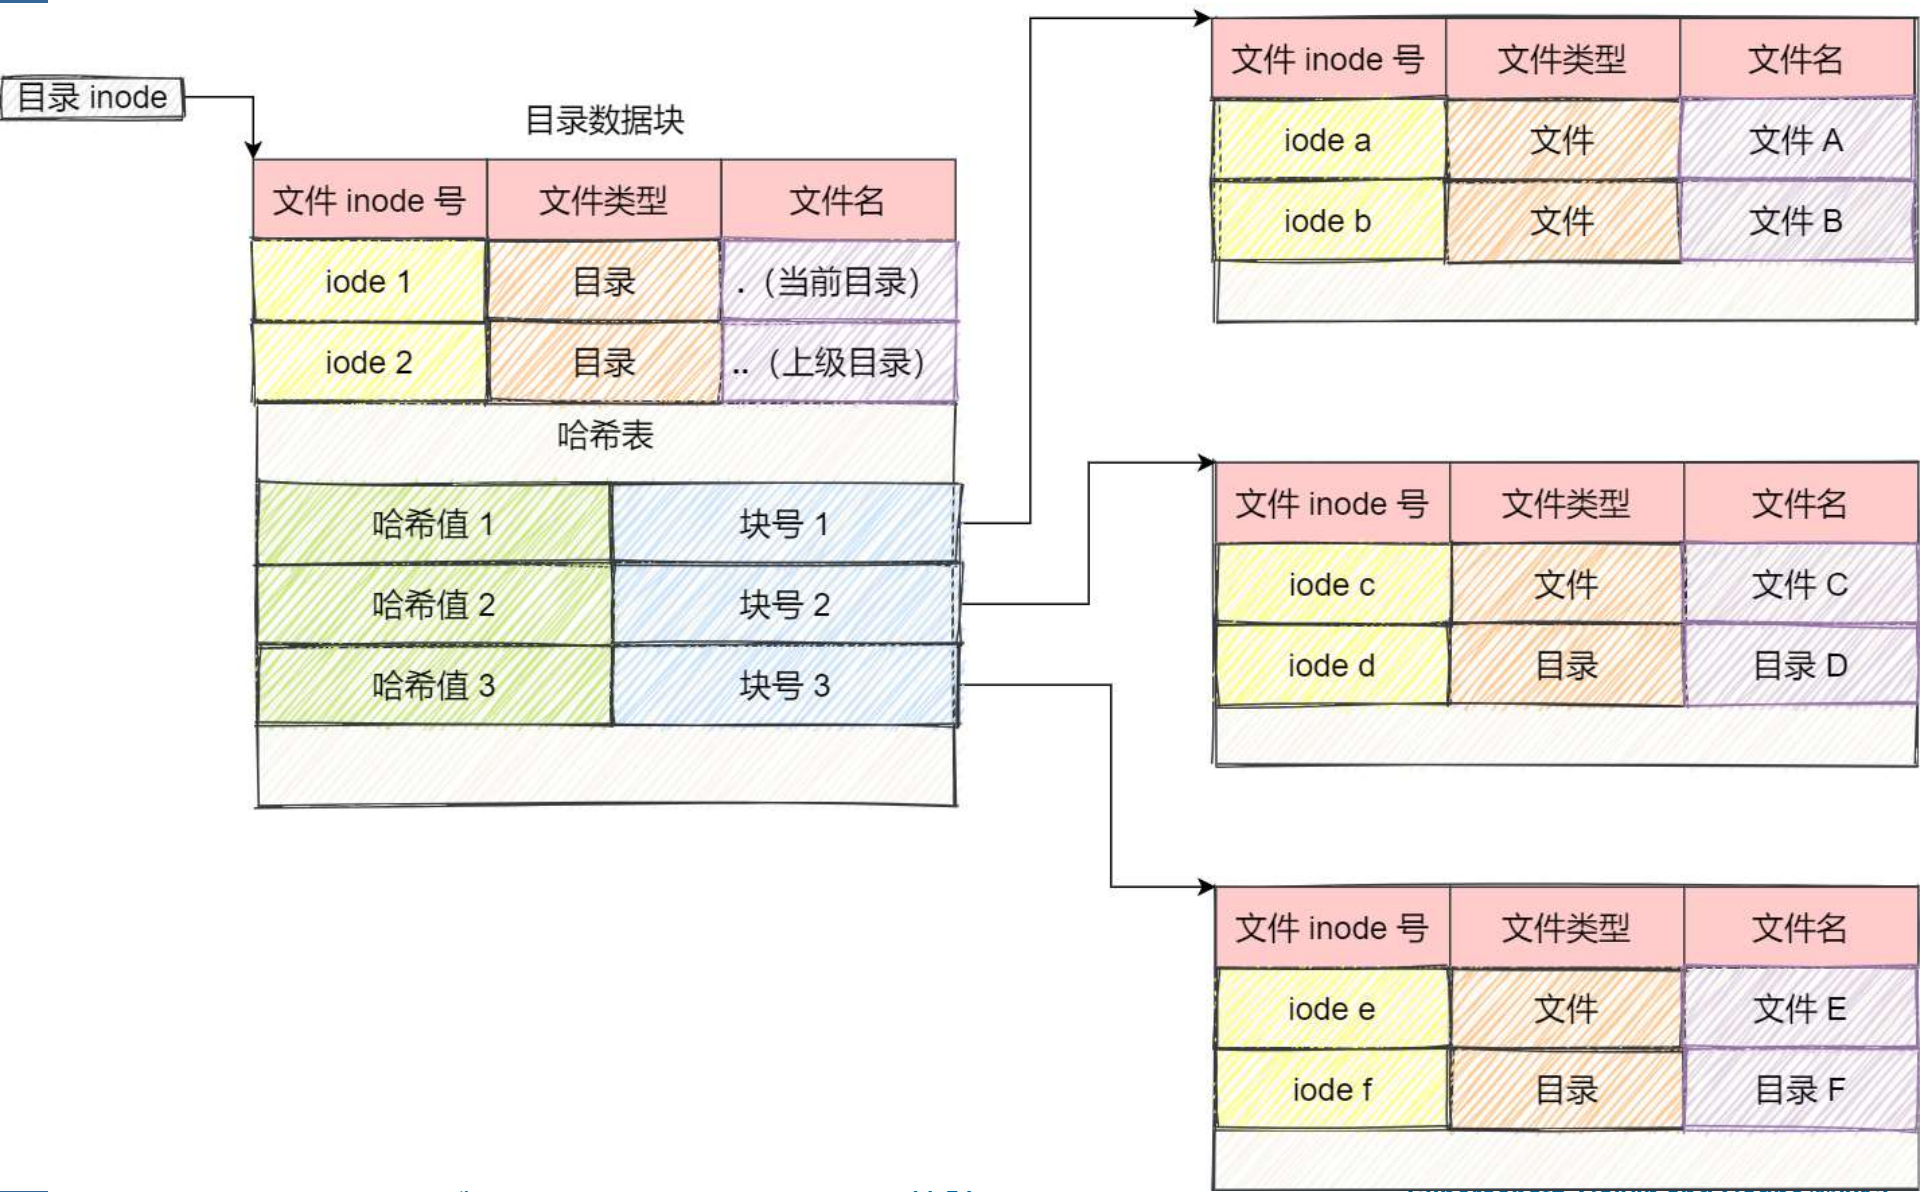 目录 inode
目录数据块
文件 inode 号 文件类型 文件名
iode 1 目录 .（当前目录）
iode 2 目录 ..（上级目录）
哈希表
哈希值 1 块号 1
哈希值 2 块号 2
哈希值 3 块号 3
文件 inode 号 文件类型 文件名
iode a 文件 文件 A
iode b 文件 文件 B
文件 inode 号 文件类型 文件名
iode c 文件 文件 C
iode d 目录 目录 D
文件 inode 号 文件类型 文件名
iode e 文件 文件 E
iode f 目录 目录 F